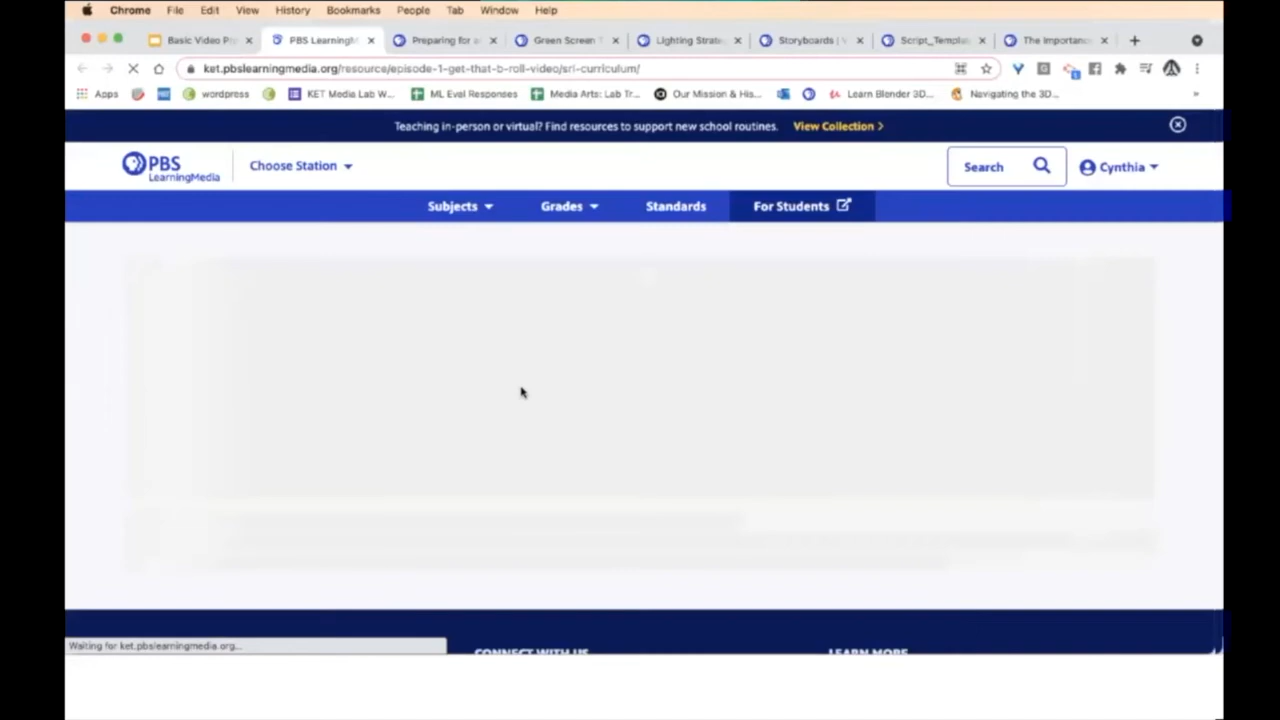 Chrome File Edit View History Bookmarks People Tab Window Help
Basic Video P PBS Learning Preparing for a Green Screen T Lighting Strate Storyboards | V Script_Templa The Importanc
ket.pbslearningmedia.org/resource/episode-1-get-that-b-roll-video/srl-curriculum/
Apps wordpress KET Media Lab W... ML Eval Responses Media Arts: Lab Tr... Our Mission & His... Learn Blender 3D... Navigating the 3D... »
Teaching in-person or virtual? Find resources to support new school routines. View Collection >
PBS LearningMedia Choose Station Search Cynthia
Subjects Grades Standards For Students
Waiting for ket.pbslearningmedia.org...
CONNECT WITH US LEARN MORE